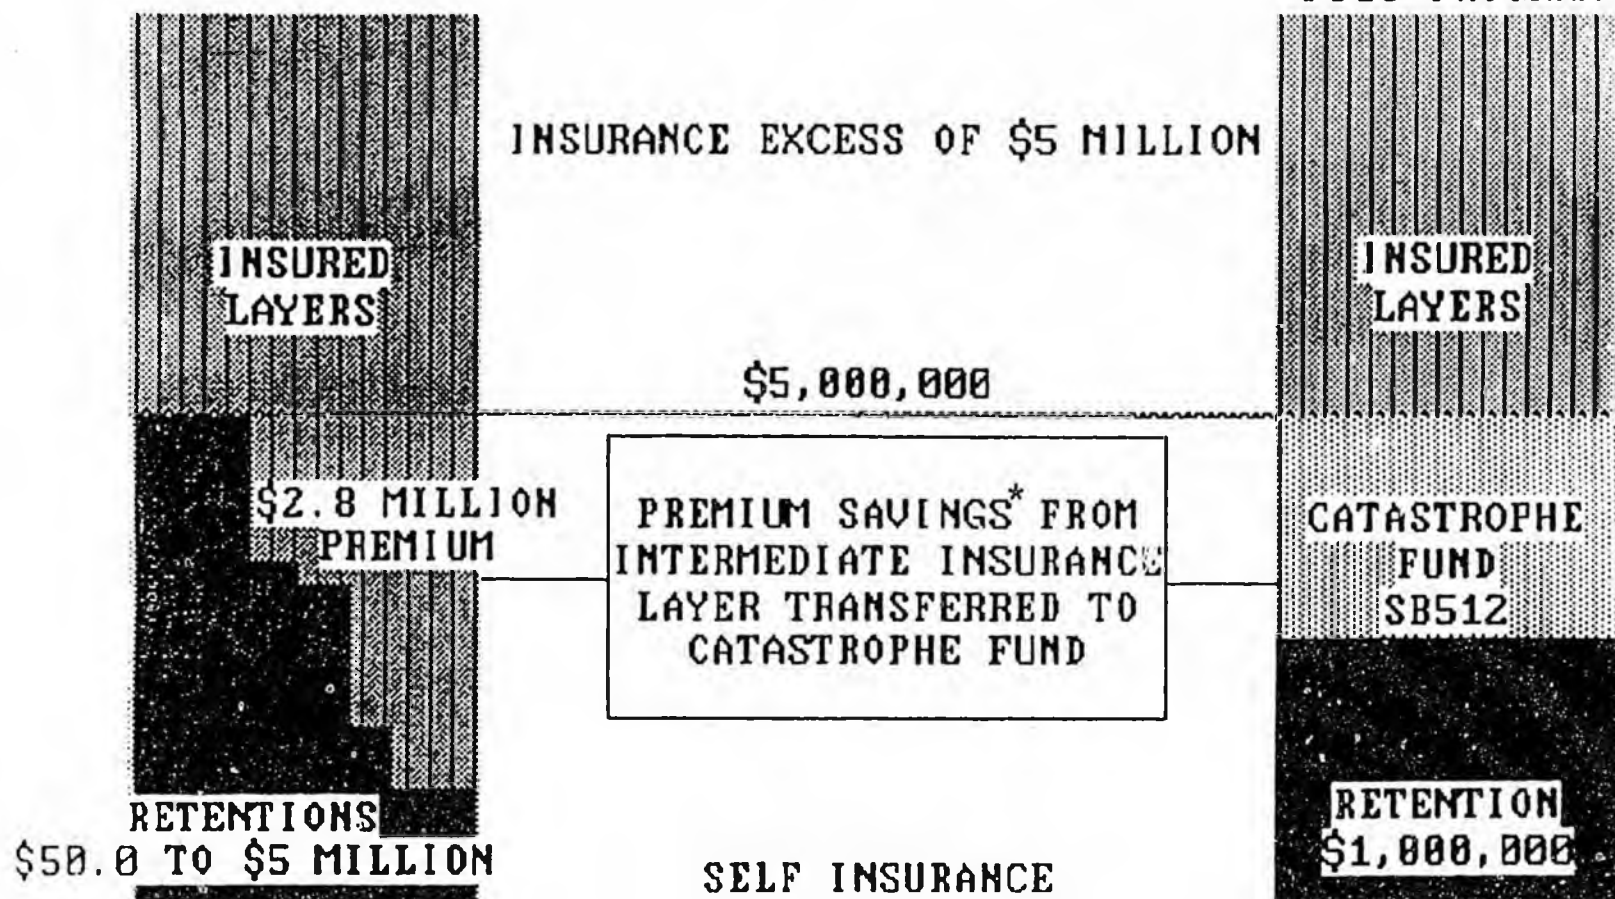 INSURANCE EXCESS OF $5 MILLION
INSURED
LAYERS
INSURED
LAYERS
$5,000,000
$2.8 MILLION
PREMIUM
PREMIUM SAVINGS* FROM
INTERMEDIATE INSURANCE
LAYER TRANSFERRED TO
CATASTROPHE FUND
CATASTROPHE
FUND
SB512
RETENTIONS
$50.0 TO $5 MILLION
SELF INSURANCE
RETENTION
$1,000,000